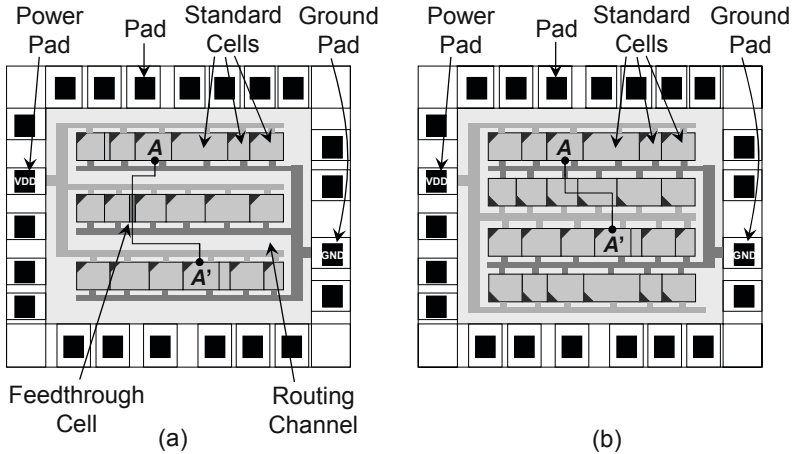 Power
Pad
Pad
Standard
Cells
Ground
Pad
VDD
A
A'
GND
Feedthrough
Cell
Routing
Channel
(a)
Power
Pad
Pad
Standard
Cells
Ground
Pad
VDD
A
A'
GND
(b)